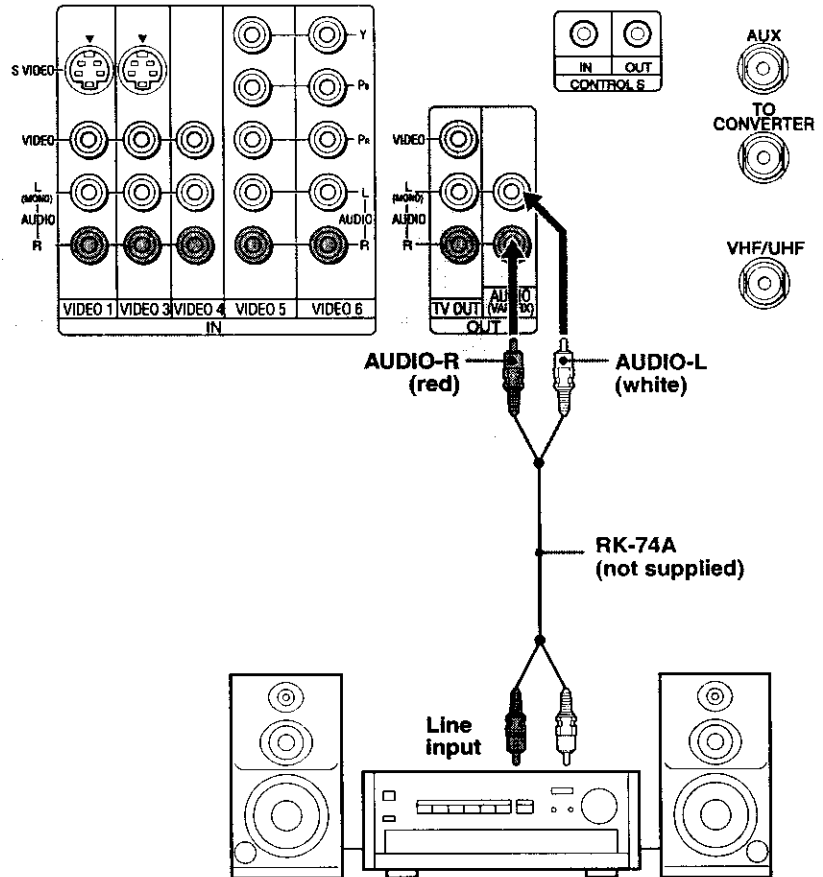 S VIDEO
VIDEO
L
(MONO)
AUDIO
R
Y
PB
PR
L
AUDIO
R
VIDEO 1 VIDEO 3 VIDEO 4 VIDEO 5 VIDEO 6
IN
VIDEO
L
(MONO)
AUDIO
R
TV OUT AUDIO
OUT
IN OUT
CONTROL S
AUX
TO
CONVERTER
VHF/UHF
AUDIO-R
(red)
AUDIO-L
(white)
RK-74A
(not supplied)
Line
input